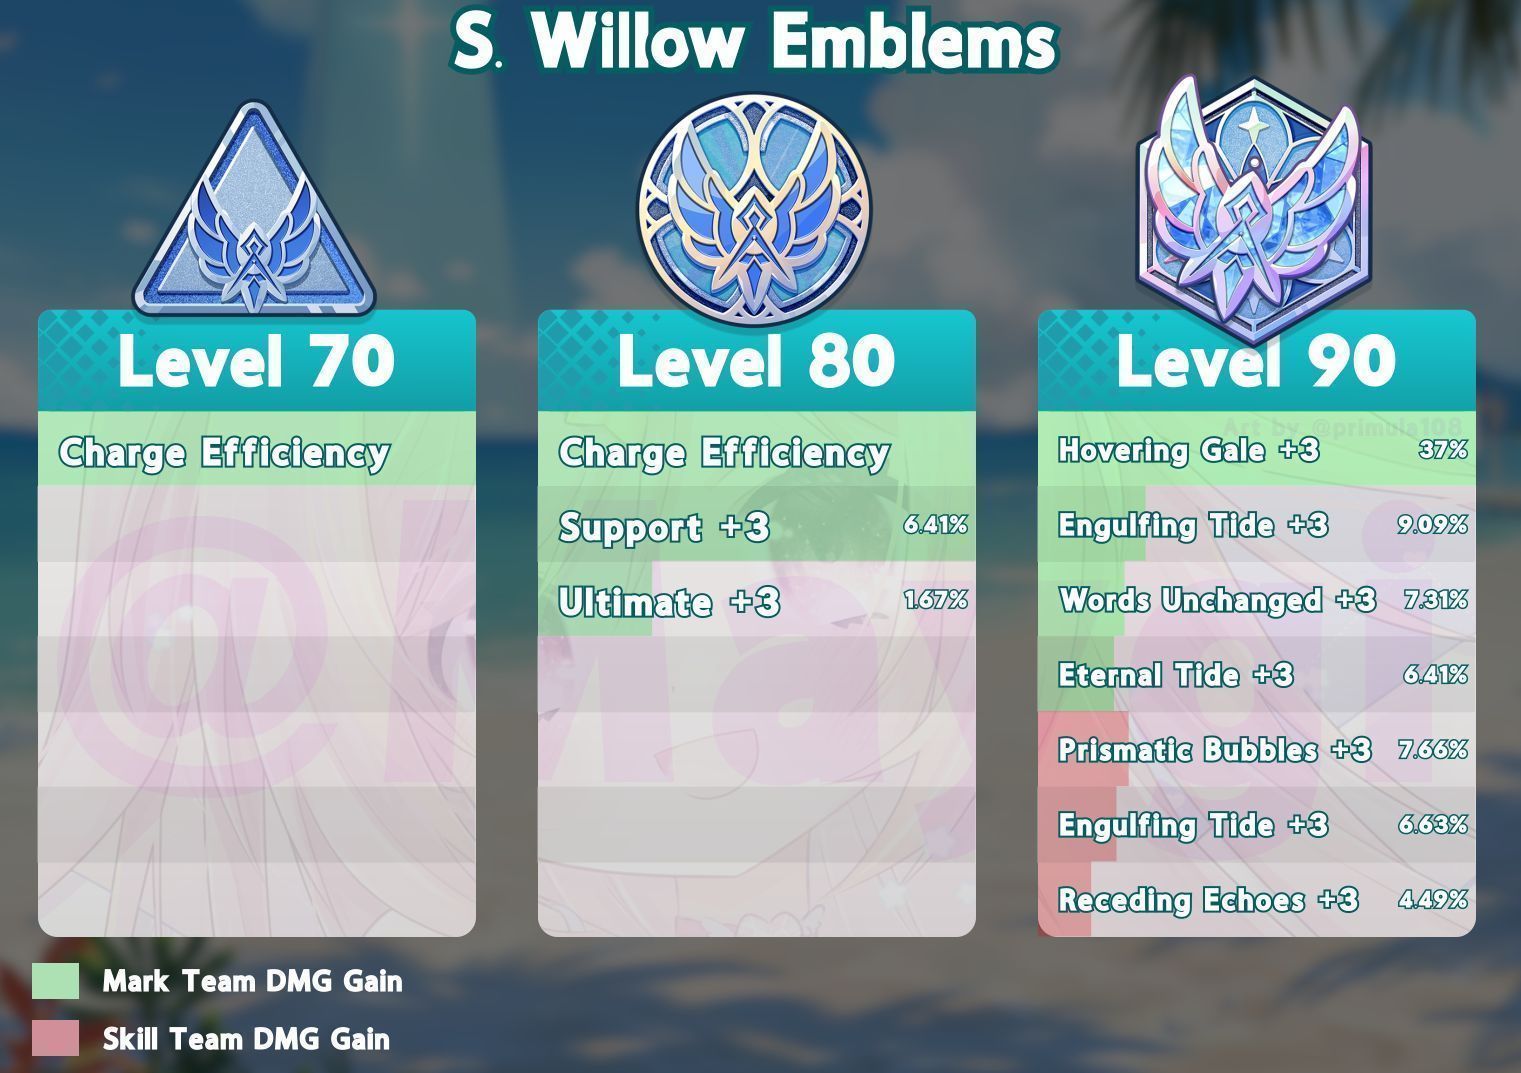 S. Willow Emblems
Level 70
Charge Efficiency
Level 80
Charge Efficiency
Support +3 6.41%
Ultimate +3 1.67%
Level 90
Art by @primula108
Hovering Gale +3 37%
Engulfing Tide +3 9.09%
Words Unchanged +3 7.31%
Eternal Tide +3 6.41%
Prismatic Bubbles +3 7.66%
Engulfing Tide +3 6.63%
Receding Echoes +3 4.49%
Mark Team DMG Gain
Skill Team DMG Gain